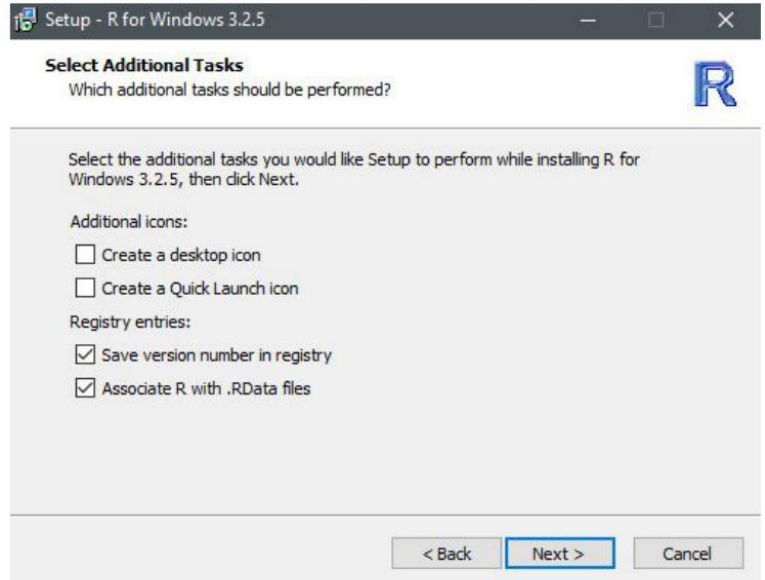 Setup - R for Windows 3.2.5
Select Additional Tasks
Which additional tasks should be performed?
R
Select the additional tasks you would like Setup to perform while installing R for
Windows 3.2.5, then click Next.
Additional icons:
Create a desktop icon
Create a Quick Launch icon
Registry entries:
Save version number in registry
Associate R with .RData files
< Back Next > Cancel